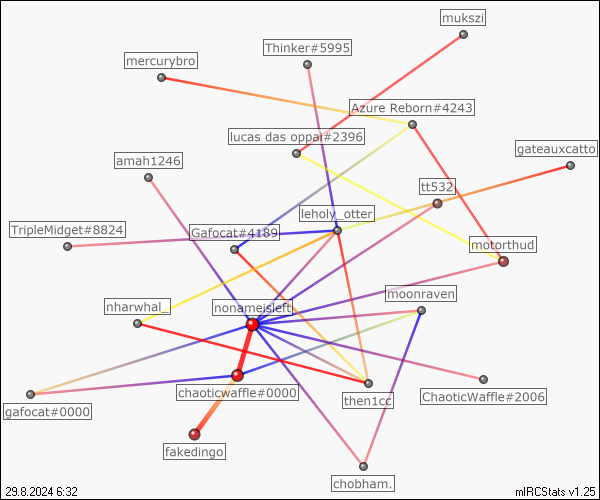 mukszi
Thinker#5995
mercurybro
Azure Reborn#4243
lucas das oppai#2396
gateauxcatto
amah1246
tt532
leholy_otter
TripleMidget#8824
Gafocat#4189
motorthud
moonraven
nharwhal_
nonameisleft
chaoticwaffle#0000
ChaoticWaffle#2006
then1cc
gafocat#0000
fakedingo
chobham.
29.8.2024 6:32
mIRCStats v1.25